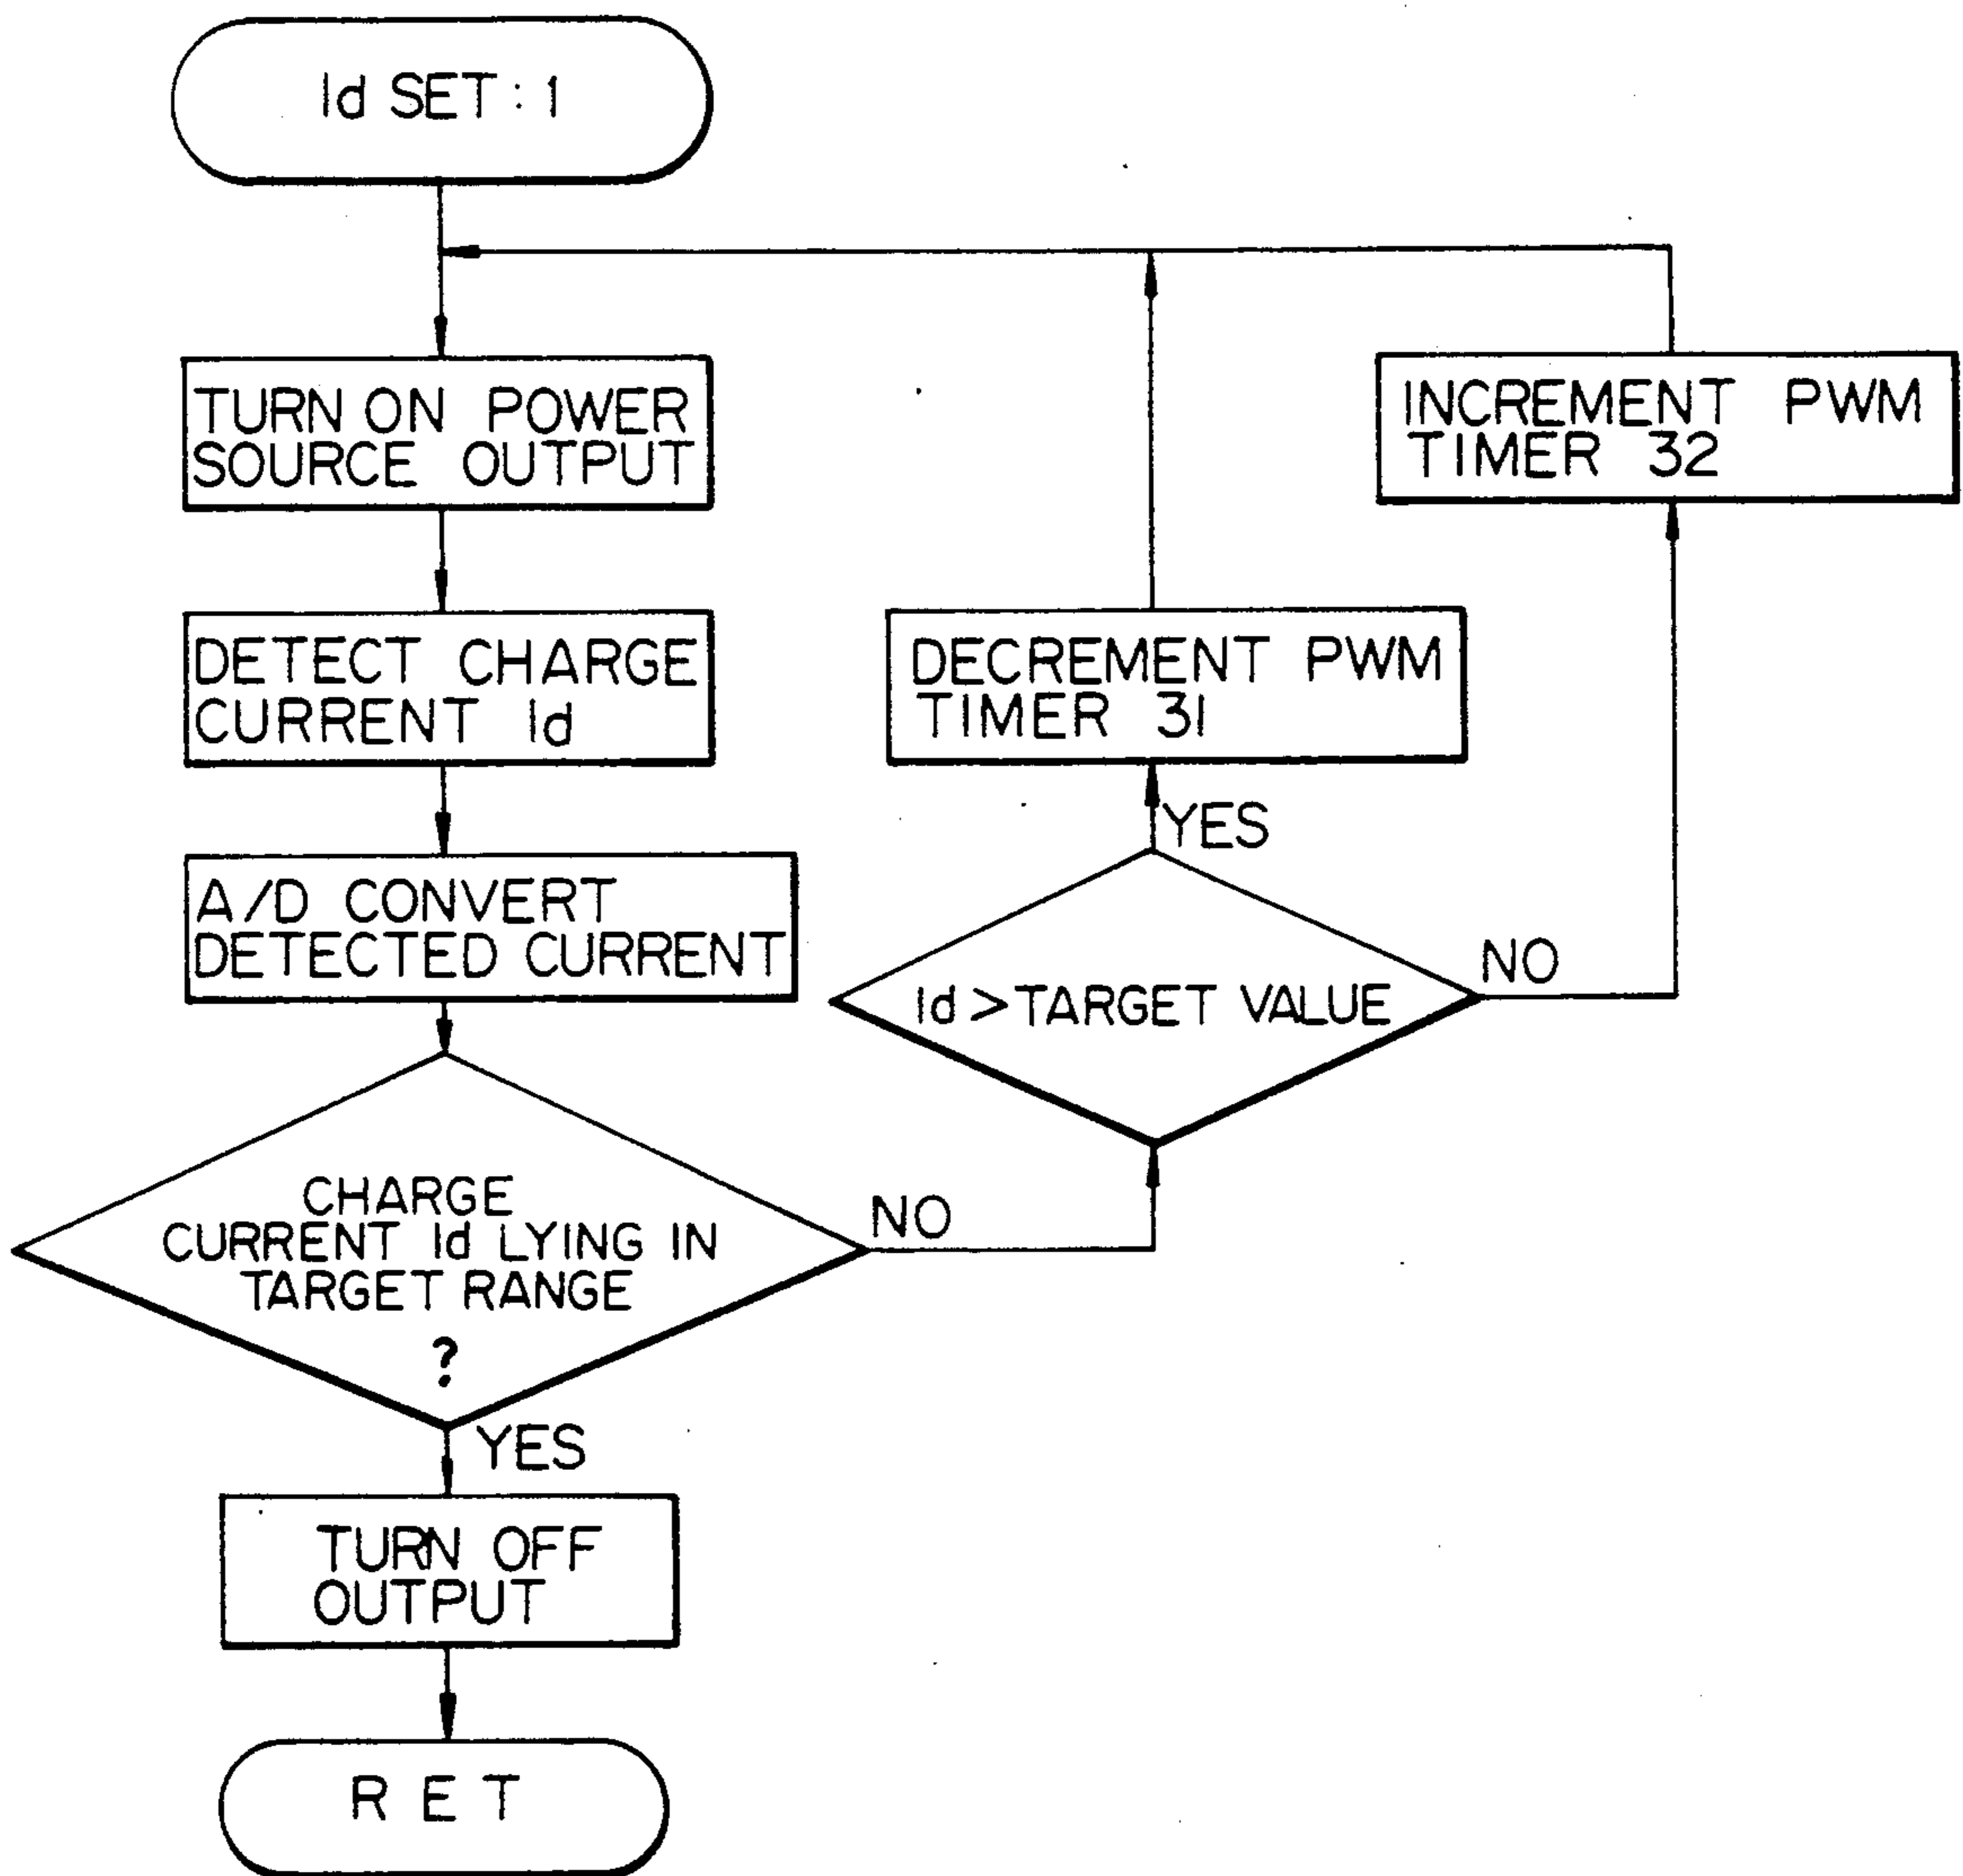 Id SET : 1
TURN ON POWER
SOURCE OUTPUT
DETECT CHARGE
CURRENT Id
A/D CONVERT
DETECTED CURRENT
CHARGE
CURRENT Id LYING IN
TARGET RANGE
?
NO
YES
TURN OFF
OUTPUT
RET
Id > TARGET VALUE
YES
NO
DECREMENT PWM
TIMER 31
INCREMENT PWM
TIMER 32